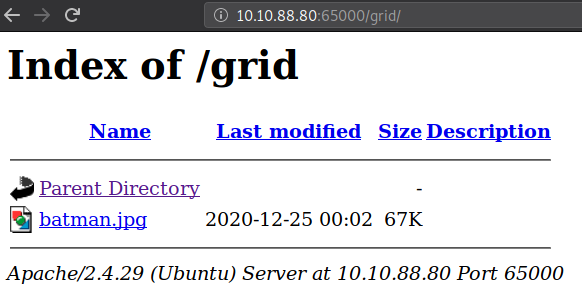 10.10.88.80:65000/grid/
Index of /grid
Name Last modified Size Description
Parent Directory -
batman.jpg 2020-12-25 00:02 67K
Apache/2.4.29 (Ubuntu) Server at 10.10.88.80 Port 65000